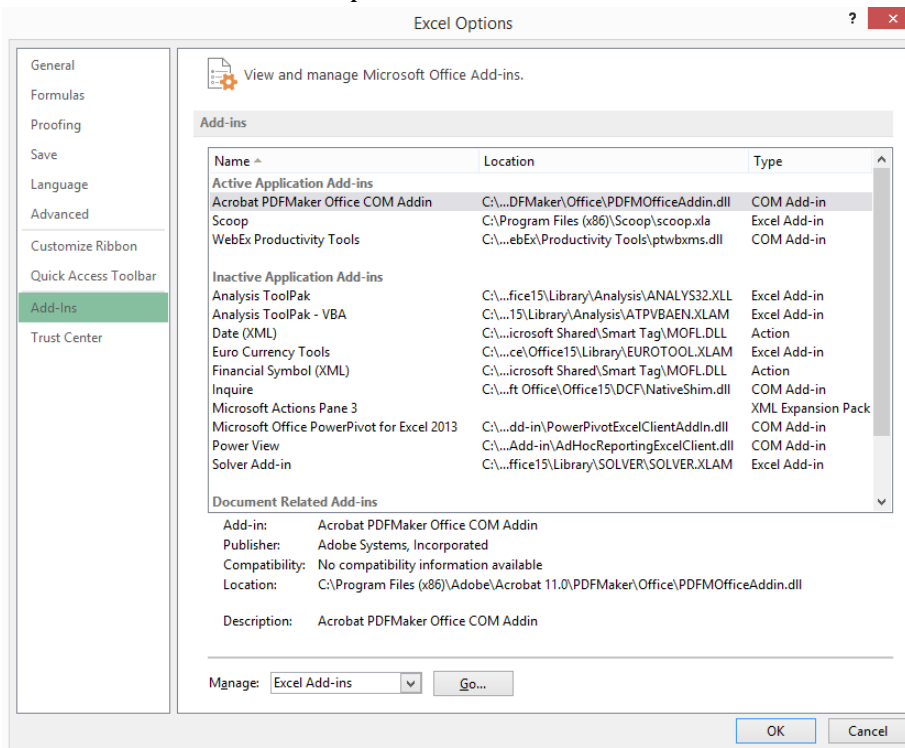 Excel Options
?
×
General
Formulas
Proofing
Save
Language
Advanced
Customize Ribbon
Quick Access Toolbar
Add-Ins
Trust Center
View and manage Microsoft Office Add-ins.
Add-ins
Name Location Type
Active Application Add-ins
Acrobat PDFMaker Office COM Addin C:\...DFMaker\Office\PDFMOfficeAddin.dll COM Add-in
Scoop C:\Program Files (x86)\Scoop\scoop.xla Excel Add-in
WebEx Productivity Tools C:\...ebEx\Productivity Tools\ptwbxms.dll COM Add-in
Inactive Application Add-ins
Analysis ToolPak C:\...fice15\Library\Analysis\ANALYS32.XLL Excel Add-in
Analysis ToolPak - VBA C:\...15\Library\Analysis\ATPVBAEN.XLAM Excel Add-in
Date (XML) C:\...icrosoft Shared\Smart Tag\MOFL.DLL Action
Euro Currency Tools C:\...ce\Office15\Library\EUROTOOL.XLAM Excel Add-in
Financial Symbol (XML) C:\...icrosoft Shared\Smart Tag\MOFL.DLL Action
Inquire C:\...ft Office\Office15\DCF\NativeShim.dll COM Add-in
Microsoft Actions Pane 3 XML Expansion Pack
Microsoft Office PowerPivot for Excel 2013 C:\...dd-in\PowerPivotExcelClientAddIn.dll COM Add-in
Power View C:\...Add-in\AdHocReportingExcelClient.dll COM Add-in
Solver Add-in C:\...ffice15\Library\SOLVER\SOLVER.XLAM Excel Add-in
Document Related Add-ins
Add-in: Acrobat PDFMaker Office COM Addin
Publisher: Adobe Systems, Incorporated
Compatibility: No compatibility information available
Location: C:\Program Files (x86)\Adobe\Acrobat 11.0\PDFMaker\Office\PDFMOfficeAddin.dll
Description: Acrobat PDFMaker Office COM Addin
Manage: Excel Add-ins Go...
OK Cancel